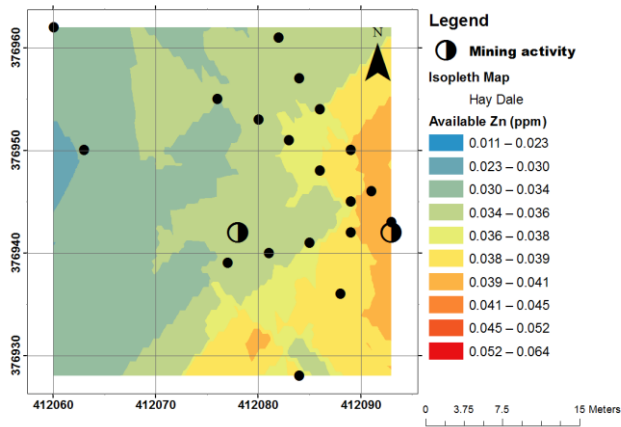 Legend
N
Mining activity
Isopleth Map
Hay Dale
Available Zn (ppm)
0.011 – 0.023
0.023 – 0.030
0.030 – 0.034
0.034 – 0.036
0.036 – 0.038
0.038 – 0.039
0.039 – 0.041
0.041 – 0.045
0.045 – 0.052
0.052 – 0.064
376960
376950
376940
376930
412060 412070 412080 412090
0 3.75 7.5 15 Meters